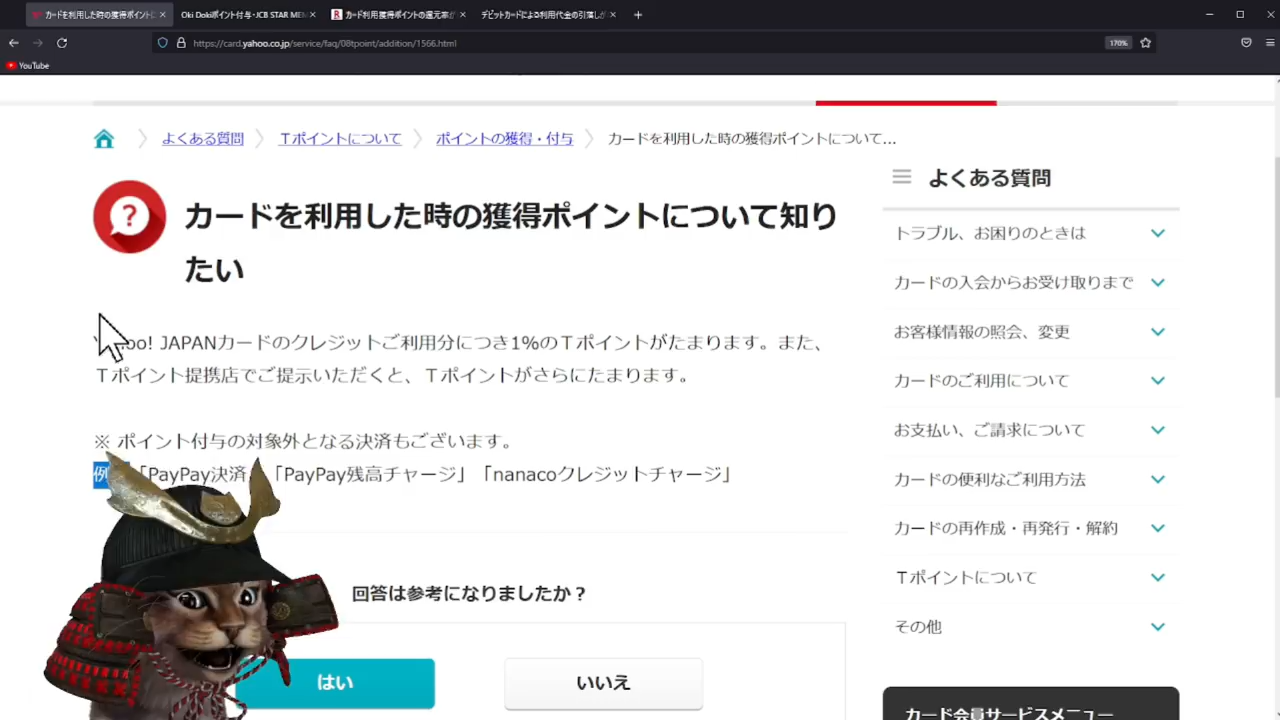 カードを利用した時の獲得ポイントに
Oki Dokiポイント付与-JCB STAR MEM
カード利用獲得ポイントの還元率が
デビットカードによる利用代金の引落しが
https://card.yahoo.co.jp/service/faq/08tpoint/addition/1566.html
170%
YouTube
よくある質問
Ｔポイントについて
ポイントの獲得・付与
カードを利用した時の獲得ポイントについて...
カードを利用した時の獲得ポイントについて知り
たい
! JAPANカードのクレジットご利用分につき1%のＴポイントがたまります。また、
Ｔポイント提携店でご提示いただくと、Ｔポイントがさらにたまります。
※ ポイント付与の対象外となる決済もございます。
例 「PayPay決済」「PayPay残高チャージ」「nanacoクレジットチャージ」
回答は参考になりましたか？
はい
いいえ
よくある質問
トラブル、お困りのときは
カードの入会からお受け取りまで
お客様情報の照会、変更
カードのご利用について
お支払い、ご請求について
カードの便利なご利用方法
カードの再作成・再発行・解約
Ｔポイントについて
その他
カード会員サービスメニュー